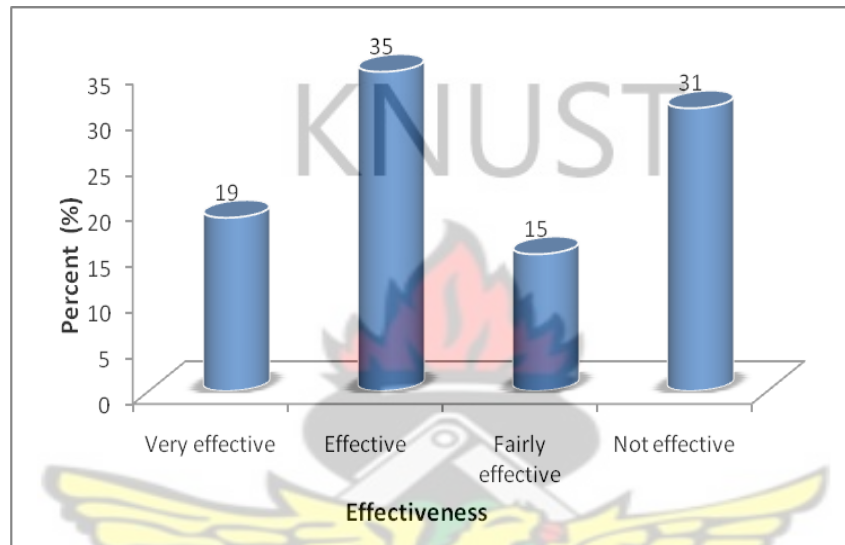 KNUST
35
31
19
15
Percent (%)
35
30
25
20
15
10
5
0
Very effective
Effective
Fairly
effective
Not effective
Effectiveness